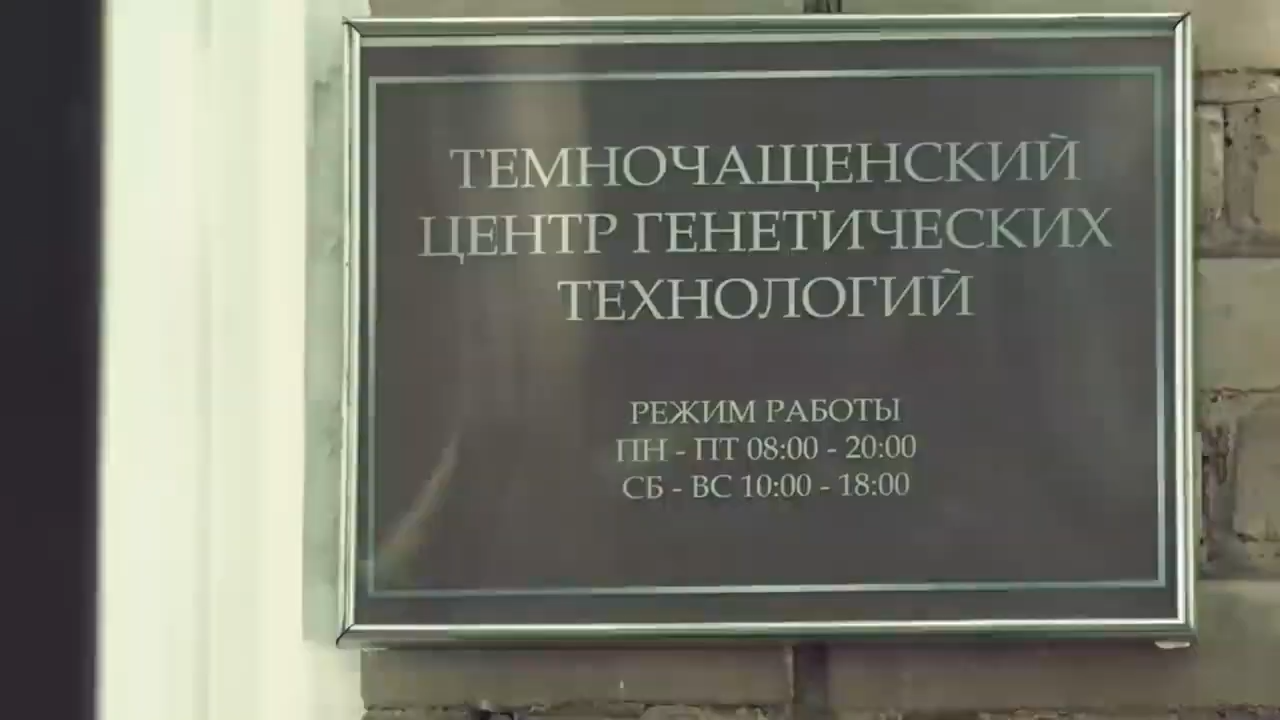 ТЕМНОЧАЩЕНСКИЙ
ЦЕНТР ГЕНЕТИЧЕСКИХ
ТЕХНОЛОГИЙ
РЕЖИМ РАБОТЫ
ПН - ПТ 08:00 - 20:00
СБ - ВС 10:00 - 18:00